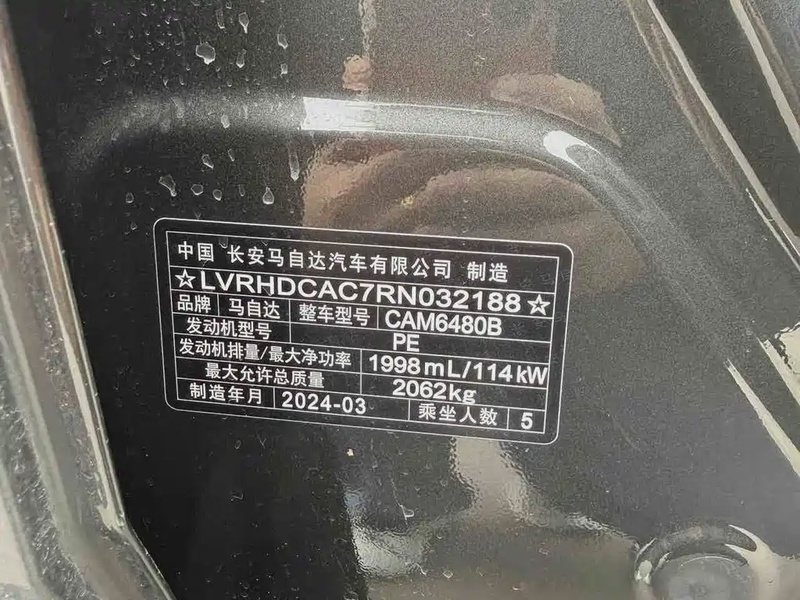 中国 长安马自达汽车有限公司 制造
☆LVRHDCAC7RN032188☆
品牌 马自达 整车型号 CAM6480B
发动机型号 PE
发动机排量/最大净功率 1998mL/114kW
最大允许总质量 2062kg
制造年月 2024-03 乘坐人数 5